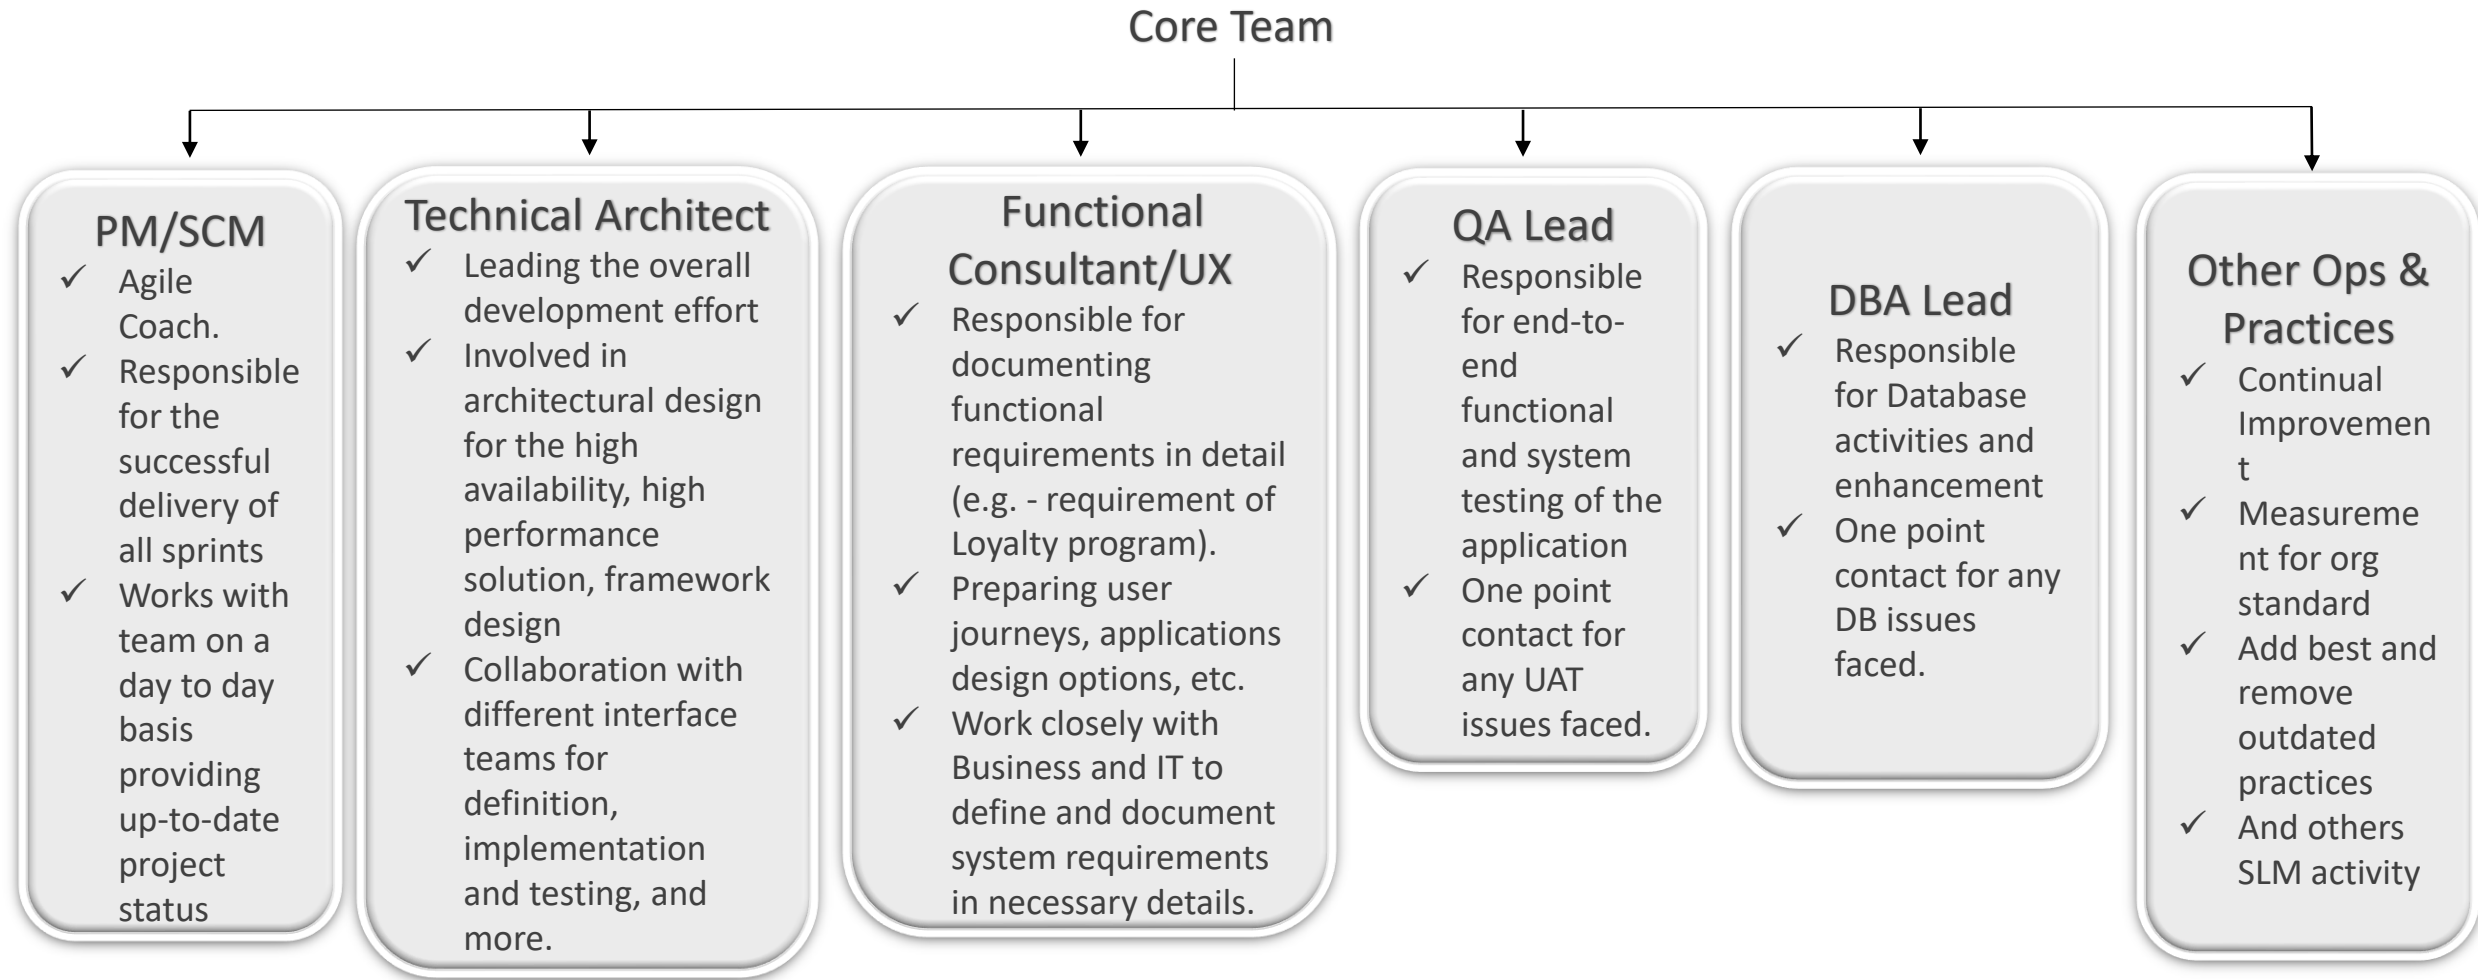 Core Team
PM/SCM
✓ Agile
Coach.
✓ Responsible
for the
successful
delivery of
all sprints
✓ Works with
team on a
day to day
basis
providing
up-to-date
project
status
Technical Architect
✓ Leading the overall
development effort
✓ Involved in
architectural design
for the high
availability, high
performance
solution, framework
design
✓ Collaboration with
different interface
teams for
definition,
implementation
and testing, and
more.
Functional
Consultant/UX
✓ Responsible for
documenting
functional
requirements in detail
(e.g. - requirement of
Loyalty program).
✓ Preparing user
journeys, applications
design options, etc.
✓ Work closely with
Business and IT to
define and document
system requirements
in necessary details.
QA Lead
✓ Responsible
for end-to-
end
functional
and system
testing of the
application
✓ One point
contact for
any UAT
issues faced.
DBA Lead
✓ Responsible
for Database
activities and
enhancement
✓ One point
contact for any
DB issues
faced.
Other Ops &
Practices
✓ Continual
Improvemen
t
✓ Measureme
nt for org
standard
✓ Add best and
remove
outdated
practices
✓ And others
SLM activity